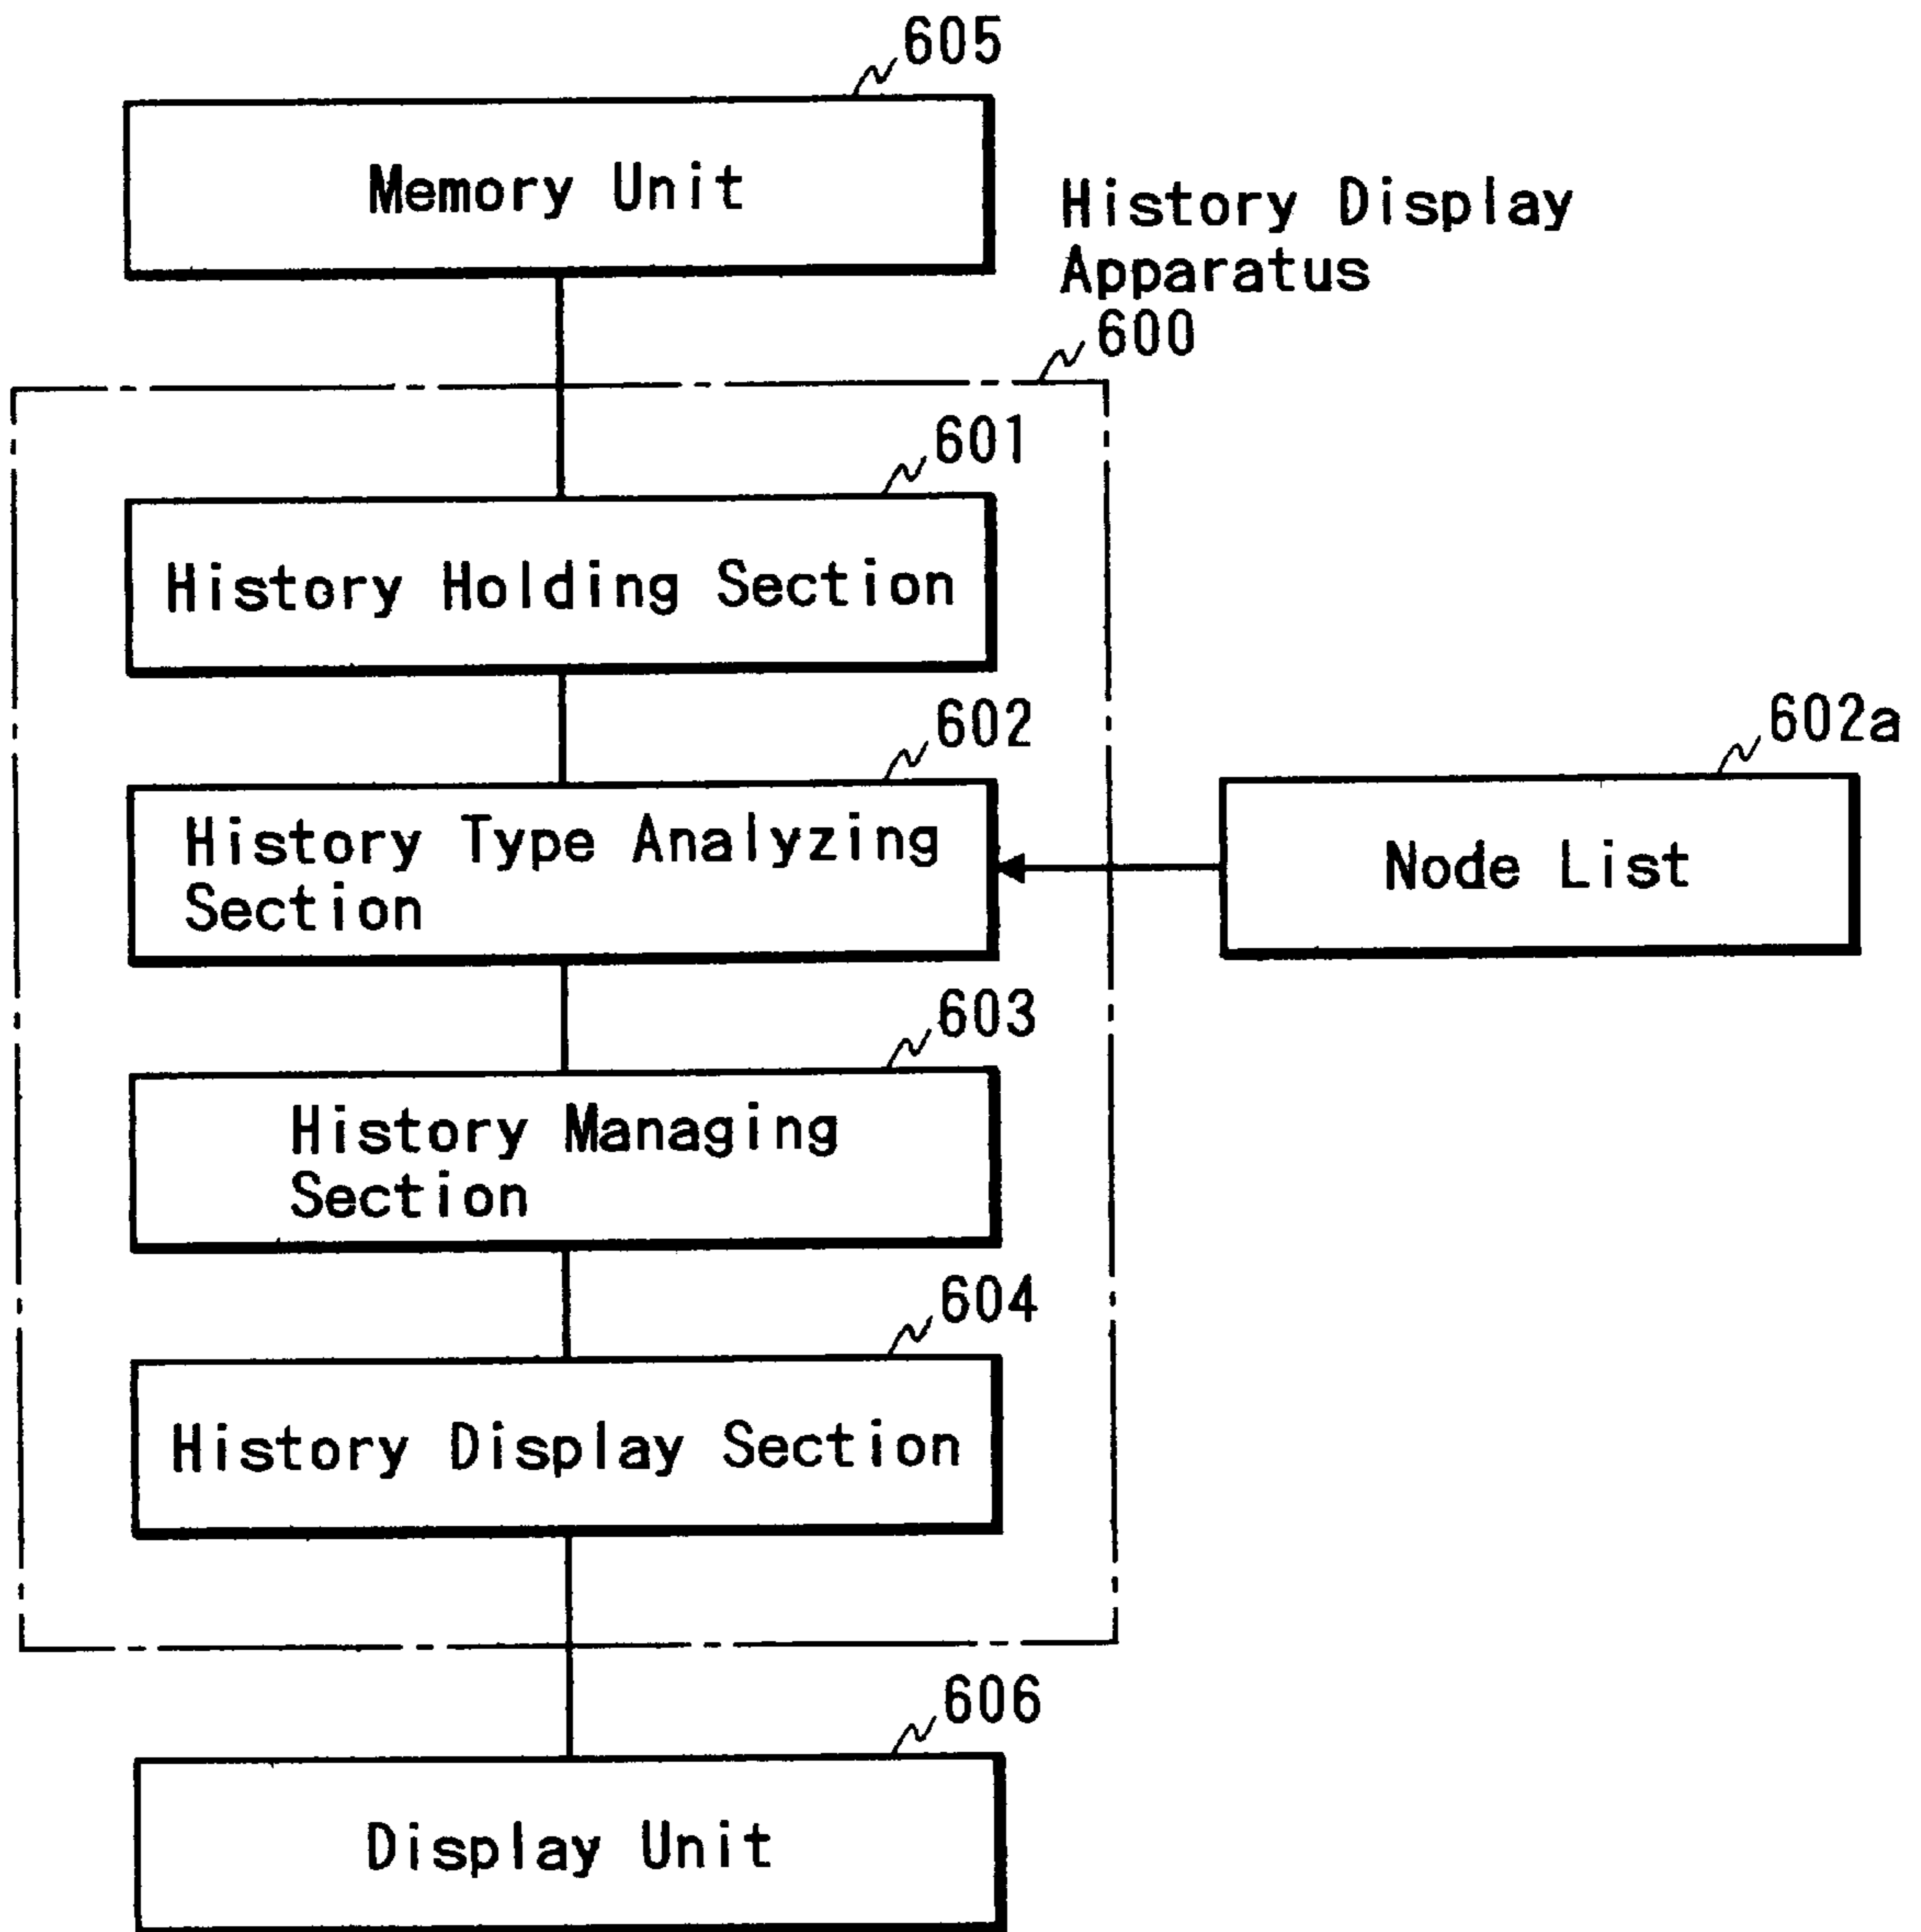 605
Memory Unit
History Display
Apparatus
600
601
History Holding Section
602
History Type Analyzing
Section
602a
Node List
603
History Managing
Section
604
History Display Section
606
Display Unit